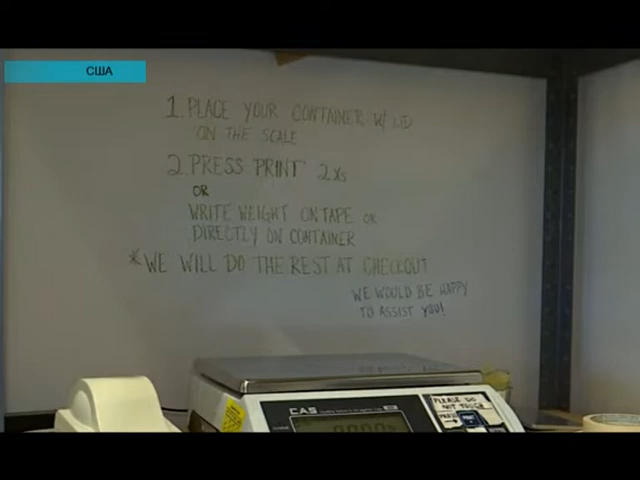 США
1. PLACE YOUR CONTAINER W/ LID
ON THE SCALE
2. PRESS PRINT 2xs
OR
WRITE WEIGHT ON TAPE OR
DIRECTLY ON CONTAINER
*WE WILL DO THE REST AT CHECKOUT
WE WOULD BE HAPPY
TO ASSIST YOU!
CAS
PLEASE DO
NOT TOUCH
PRESS